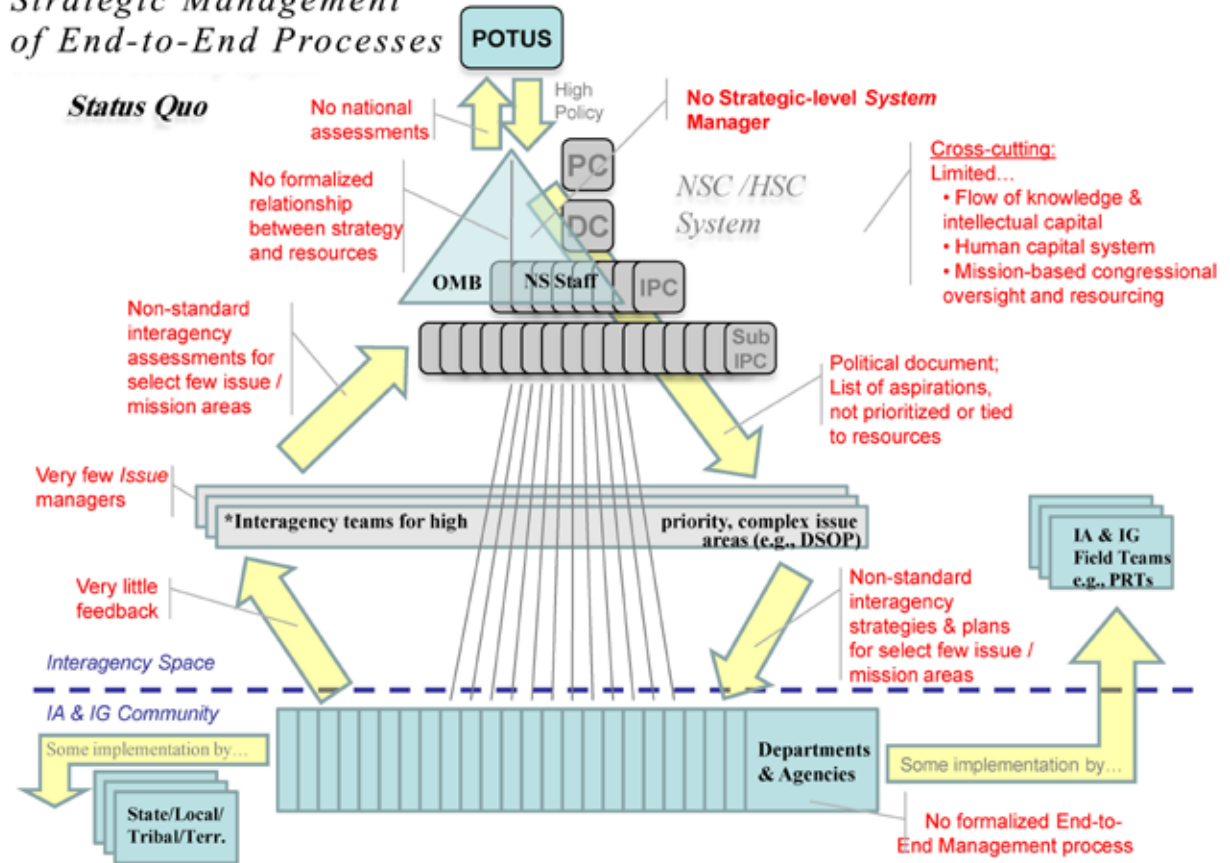 Strategic Management
of End-to-End Processes
POTUS
Status Quo
No national
assessments
High
Policy
No Strategic-level System
Manager
PC
NSC /HSC
System
Cross-cutting:
Limited…
• Flow of knowledge &
intellectual capital
• Human capital system
• Mission-based congressional
oversight and resourcing
No formalized
relationship
between strategy
and resources
DC
OMB
NS Staff
IPC
Non-standard
interagency
assessments for
select few issue /
mission areas
Sub
IPC
Political document;
List of aspirations,
not prioritized or tied
to resources
Very few Issue
managers
*Interagency teams for high
priority, complex issue
areas (e.g., DSOP)
IA & IG
Field Teams
e.g., PRTs
Very little
feedback
Non-standard
interagency
strategies & plans
for select few issue /
mission areas
Interagency Space
IA & IG Community
Some implementation by…
Departments
& Agencies
Some implementation by…
State/Local/
Tribal/Terr.
No formalized End-to-
End Management process